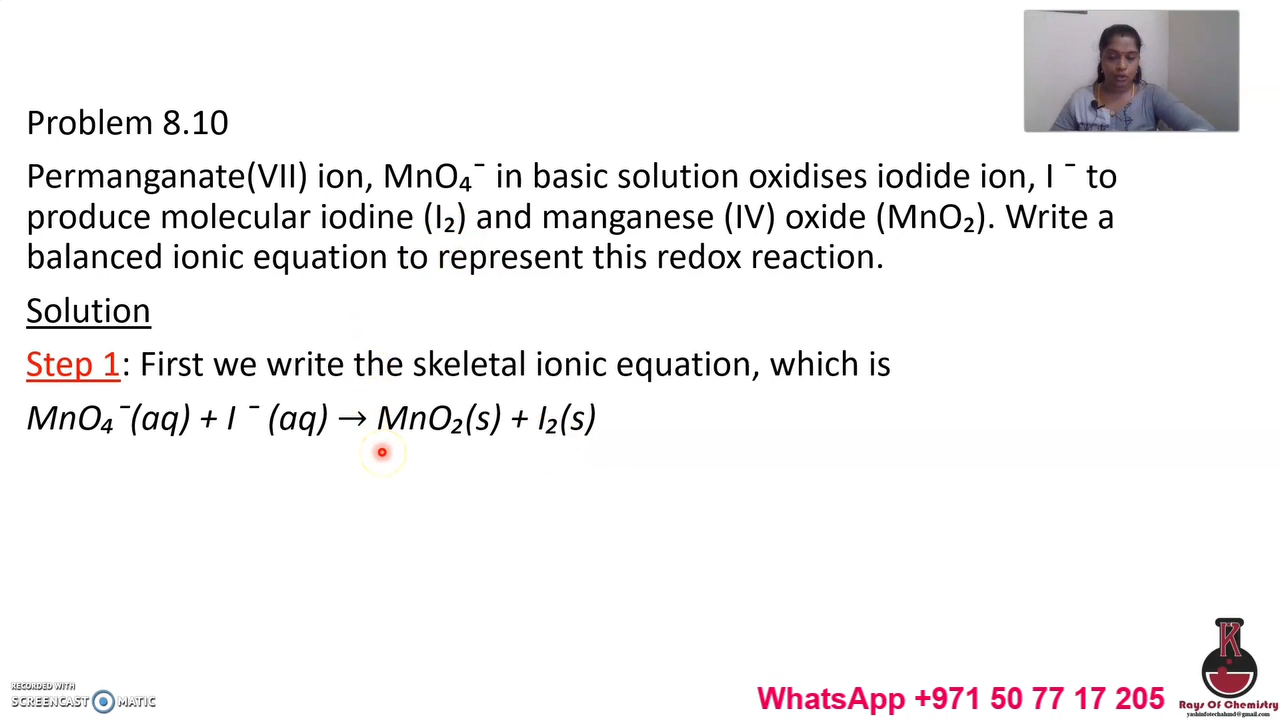 Problem 8.10
Permanganate(VII) ion, MnO₄⁻ in basic solution oxidises iodide ion, I ⁻ to
produce molecular iodine (I₂) and manganese (IV) oxide (MnO₂). Write a
balanced ionic equation to represent this redox reaction.
Solution
Step 1: First we write the skeletal ionic equation, which is
MnO₄⁻(aq) + I ⁻ (aq) → MnO₂(s) + I₂(s)
K
RECORDED WITH
SCREENCAST MATIC
WhatsApp +971 50 77 17 205
Rays Of Chemistry
yashinfotechahmd@gmail.com